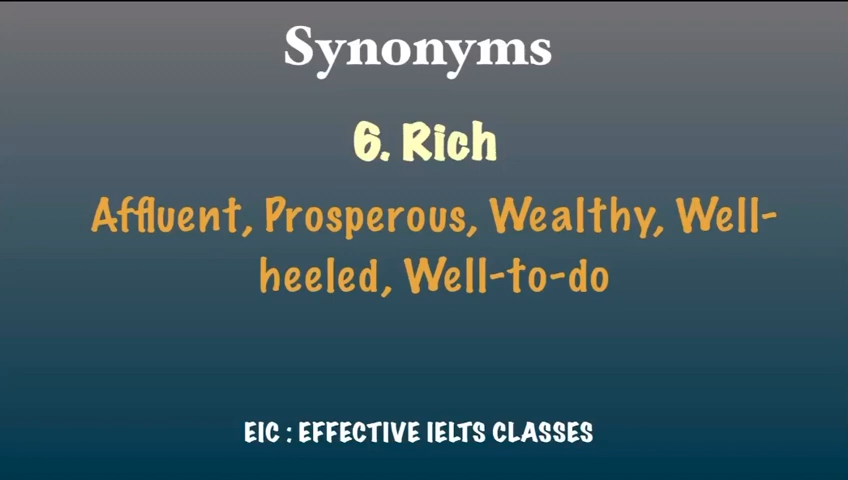 Synonyms
6. Rich
Affluent, Prosperous, Wealthy, Well-
heeled, Well-to-do
EIC : EFFECTIVE IELTS CLASSES